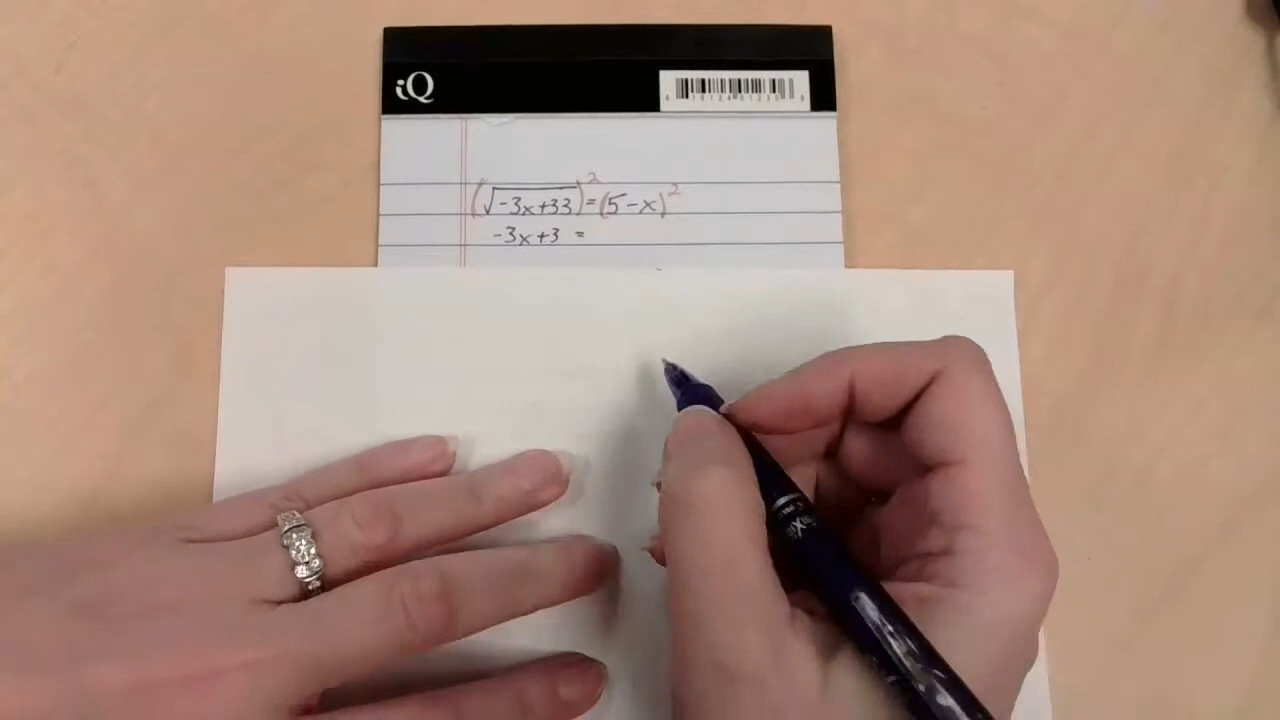 iQ
(√-3x+33)² = (5-x)²
-3x+3 =